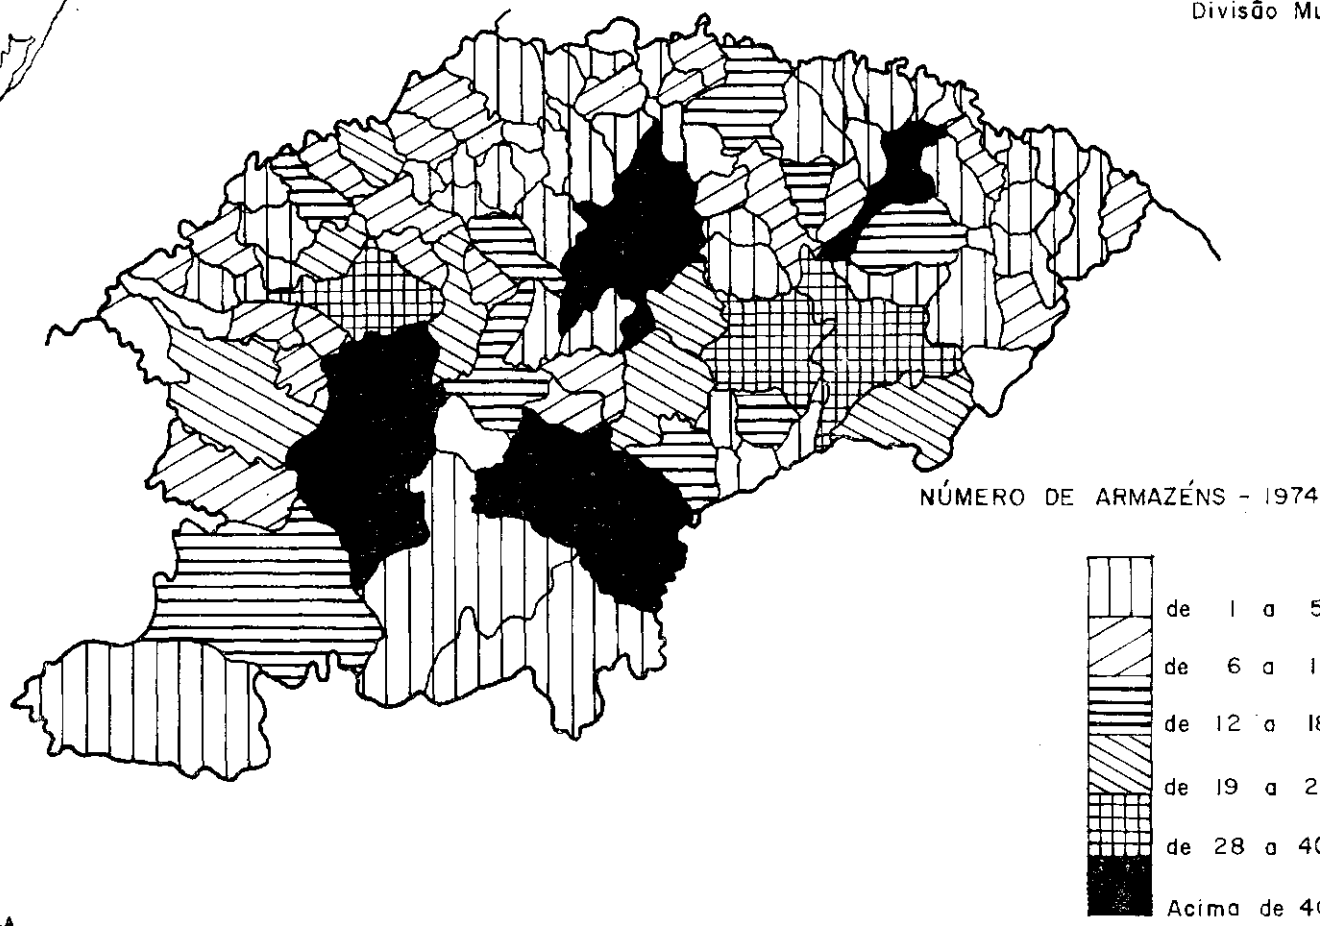 Divisão Mu
NÚMERO DE ARMAZÉNS - 1974
de 1 a 5
de 6 a 1
de 12 a 18
de 19 a 2
de 28 a 40
Acima de 40